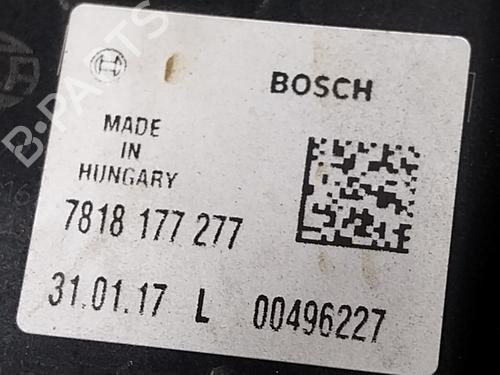 BOSCH
MADE
IN
HUNGARY
7818 177 277
31.01.17 L 00496227
B-PARTS